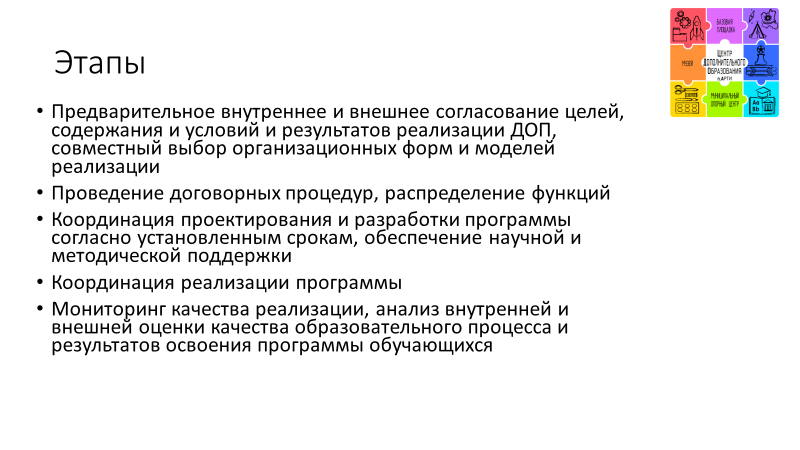 Этапы
• Предварительное внутреннее и внешнее согласование целей,
содержания и условий и результатов реализации ДОП,
совместный выбор организационных форм и моделей
реализации
• Проведение договорных процедур, распределение функций
• Координация проектирования и разработки программы
согласно установленным срокам, обеспечение научной и
методической поддержки
• Координация реализации программы
• Мониторинг качества реализации, анализ внутренней и
внешней оценки качества образовательного процесса и
результатов освоения программы обучающихся
БАЗОВАЯ
ПЛОЩАДКА
МУЗЕЙ
ЦЕНТР
ДОПОЛНИТЕЛЬНОГО
ОБРАЗОВАНИЯ
п.АРТИ
МУНИЦИПАЛЬНЫЙ
ОПОРНЫЙ ЦЕНТР
Aa
Bb